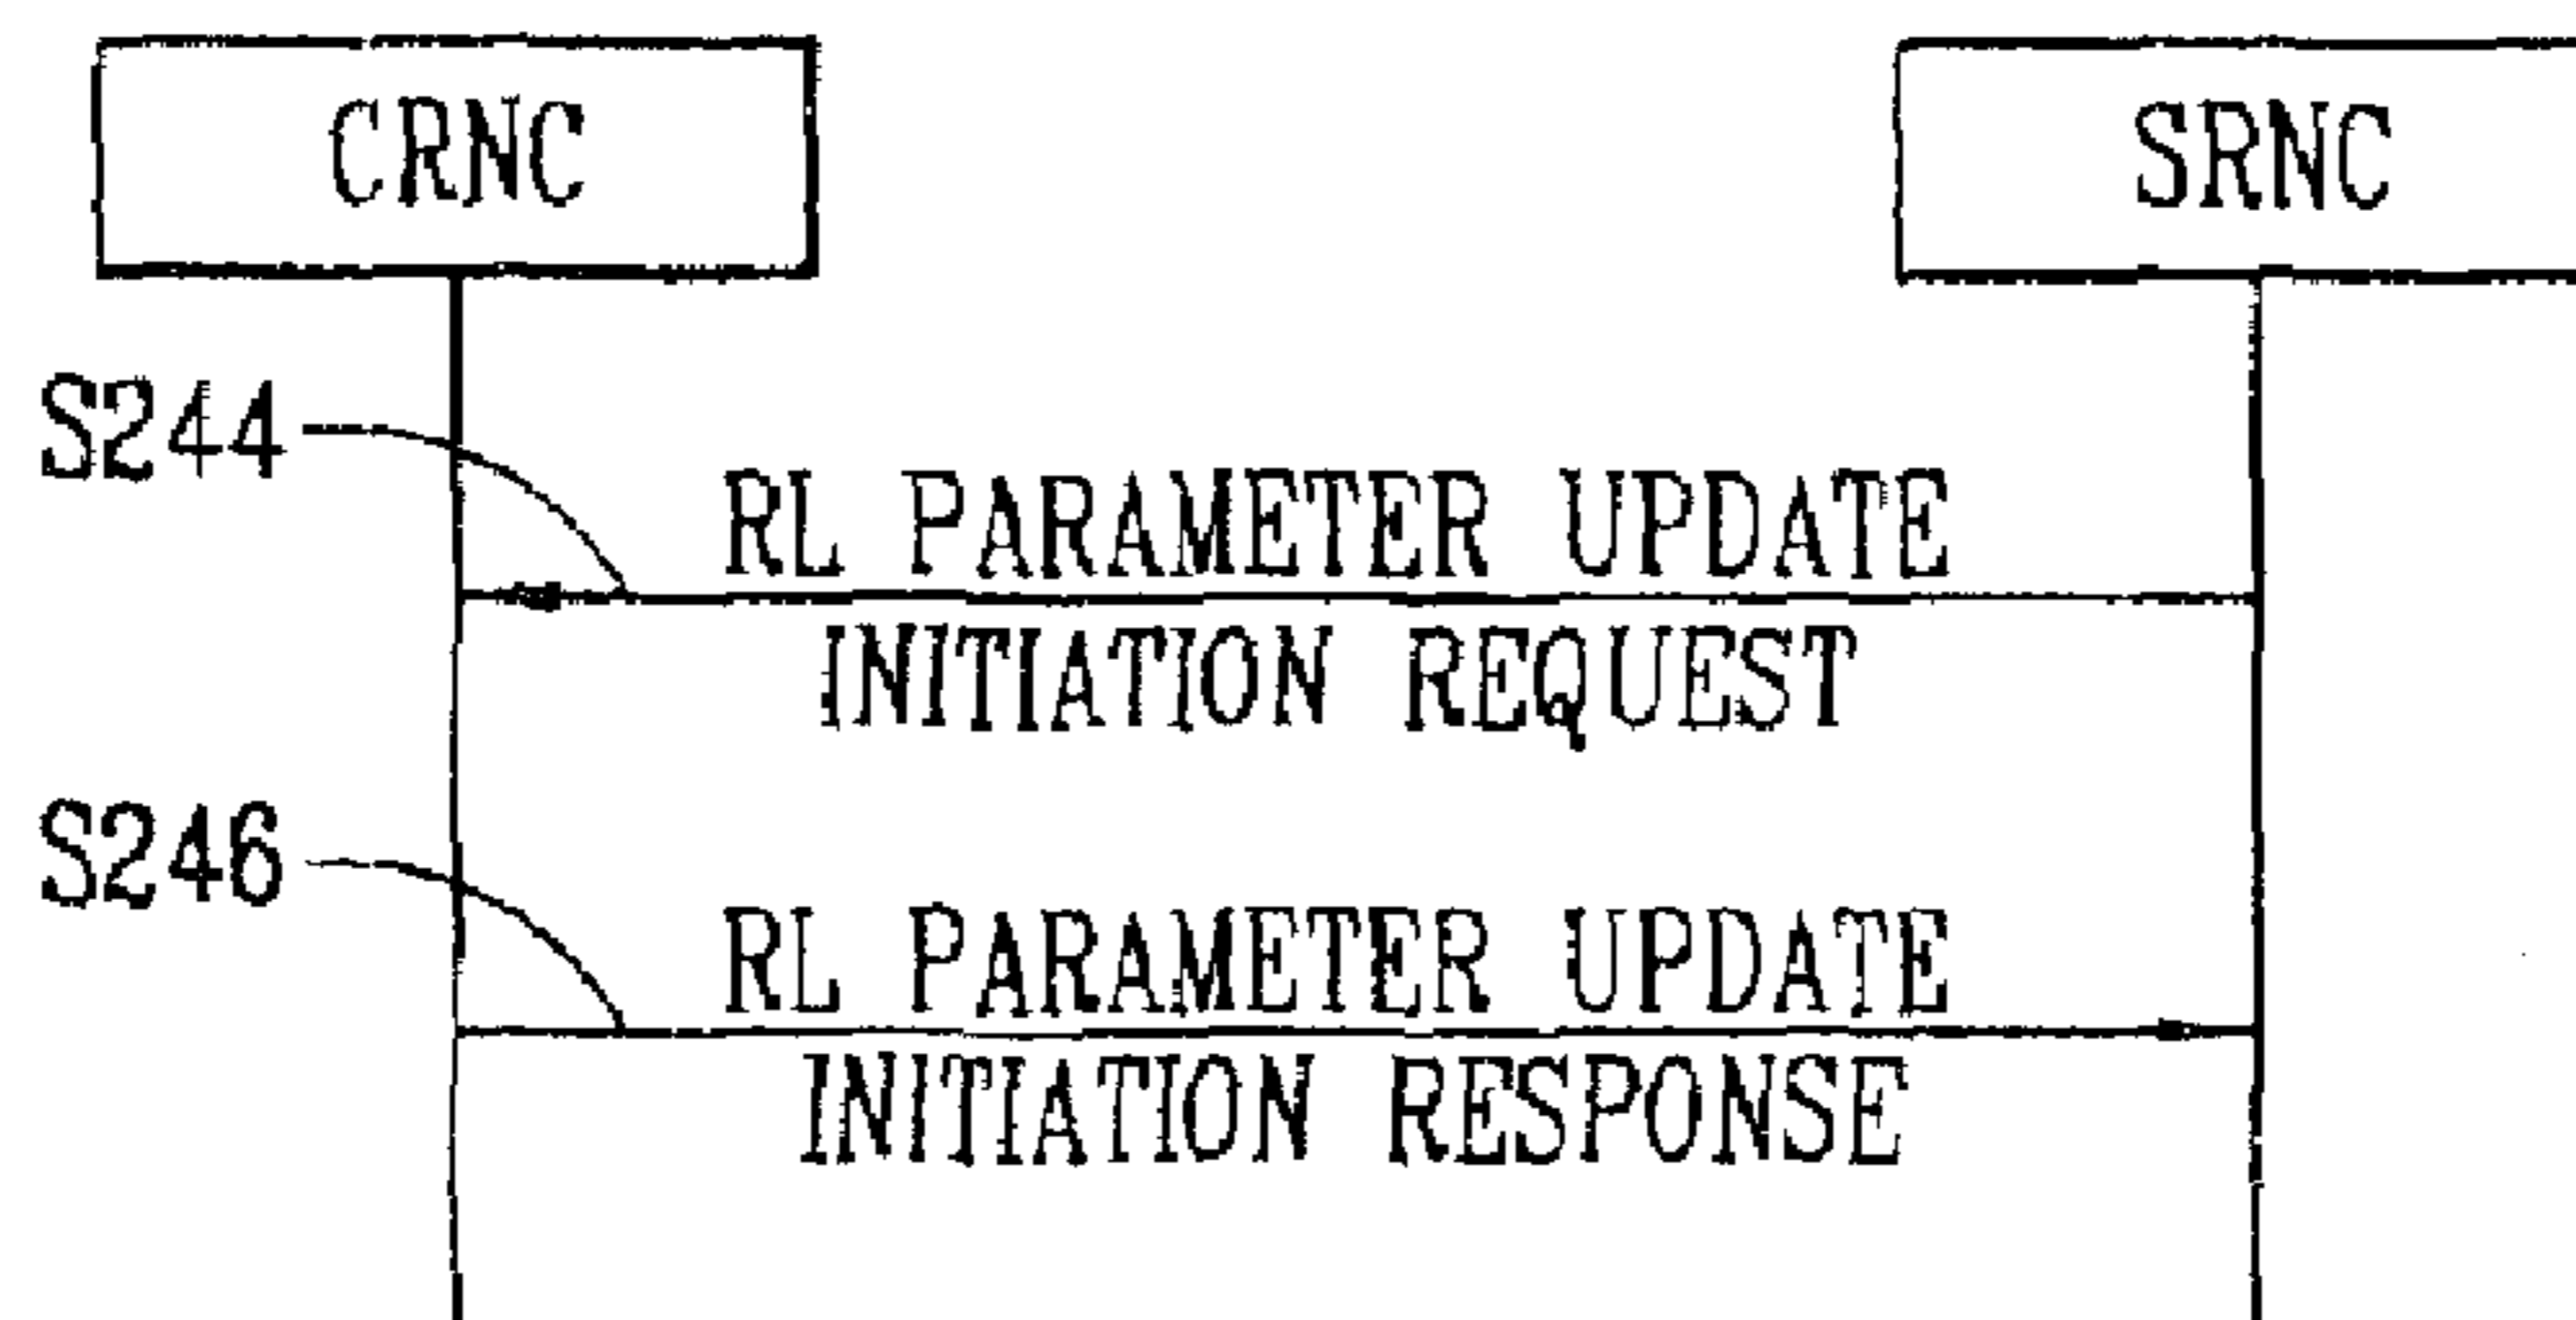 CRNC
SRNC
S244
RL PARAMETER UPDATE
INITIATION REQUEST
S246
RL PARAMETER UPDATE
INITIATION RESPONSE